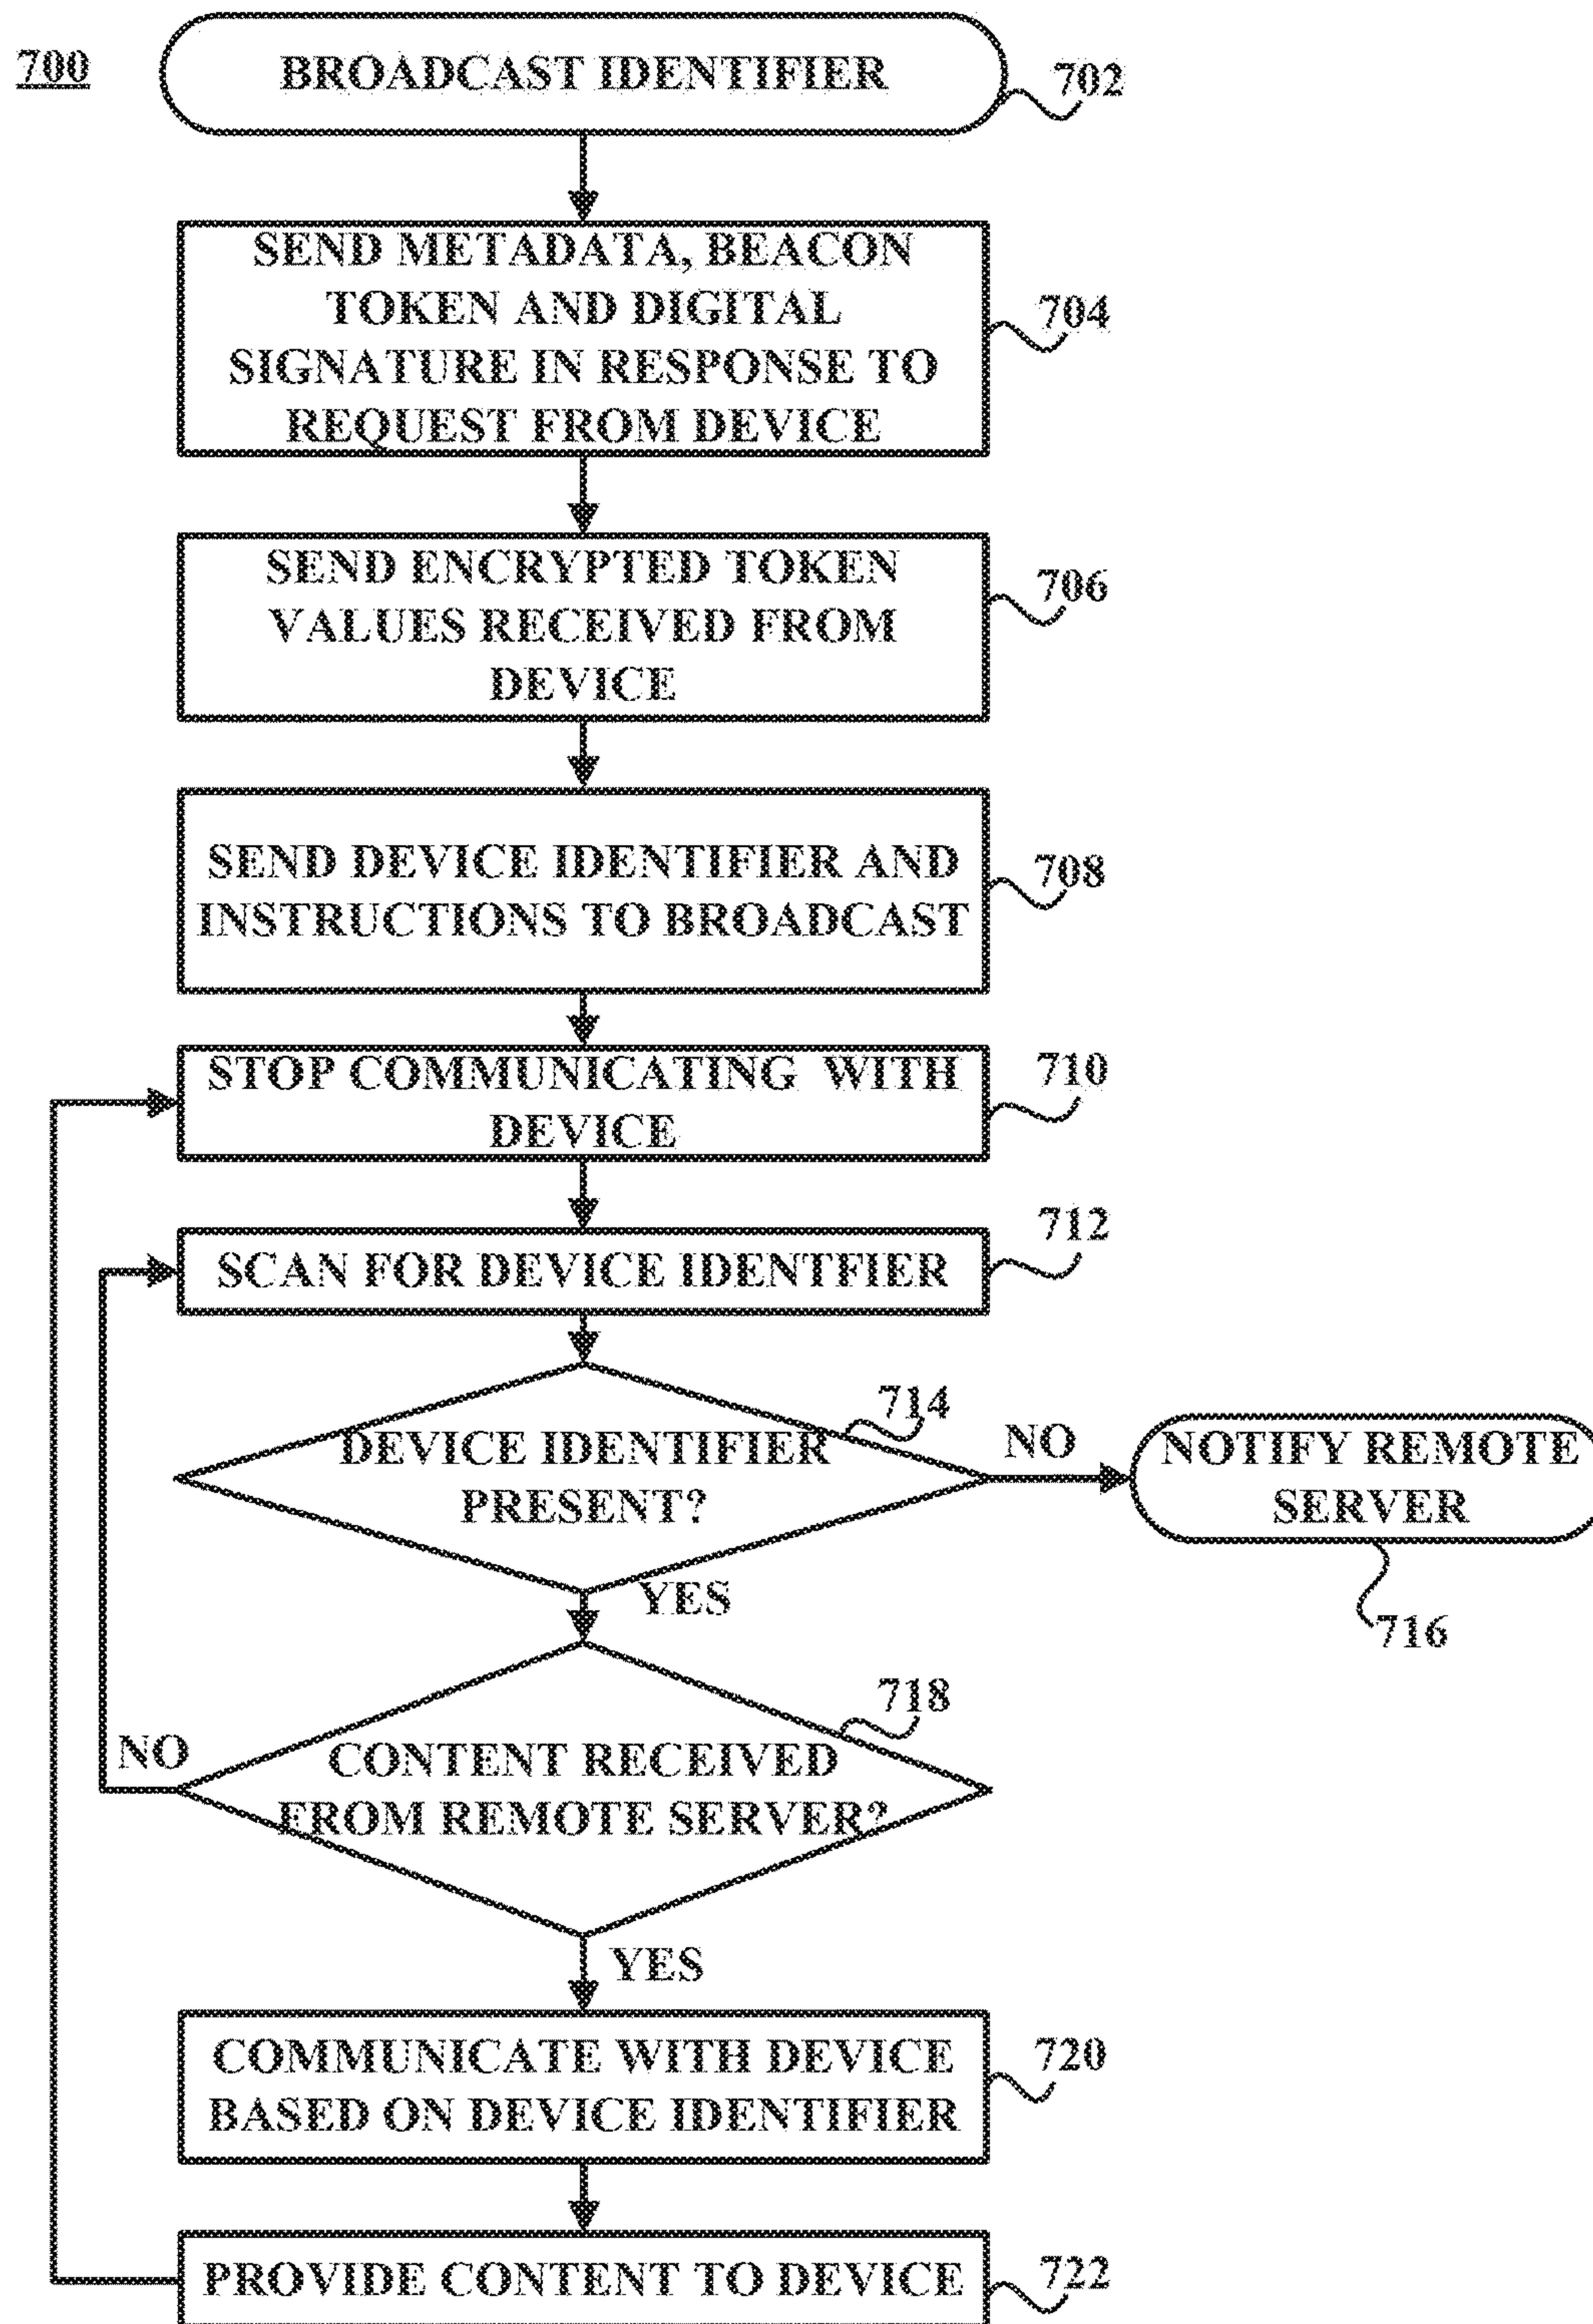 700
BROADCAST IDENTIFIER
702
SEND METADATA, BEACON
TOKEN AND DIGITAL
SIGNATURE IN RESPONSE TO
REQUEST FROM DEVICE
704
SEND ENCRYPTED TOKEN
VALUES RECEIVED FROM
DEVICE
706
SEND DEVICE IDENTIFIER AND
INSTRUCTIONS TO BROADCAST
708
STOP COMMUNICATING WITH
DEVICE
710
SCAN FOR DEVICE IDENTFIER
712
DEVICE IDENTIFIER
PRESENT?
714
NO
NOTIFY REMOTE
SERVER
716
YES
CONTENT RECEIVED
FROM REMOTE SERVER?
718
NO
YES
COMMUNICATE WITH DEVICE
BASED ON DEVICE IDENTIFIER
720
PROVIDE CONTENT TO DEVICE
722